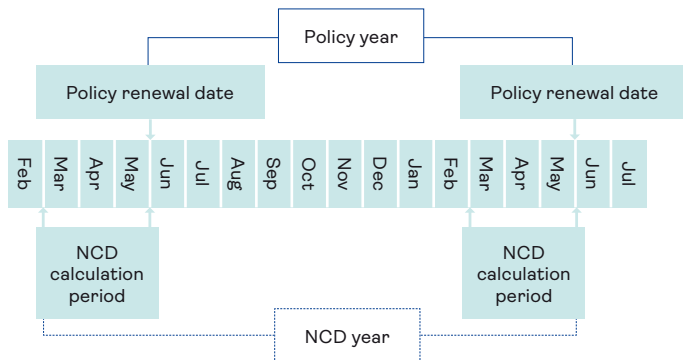 Policy year
Policy renewal date
Policy renewal date
Feb
Mar
Apr
May
Jun
Jul
Aug
Sep
Oct
Nov
Dec
Jan
Feb
Mar
Apr
May
Jun
Jul
NCD
calculation
period
NCD
calculation
period
NCD year